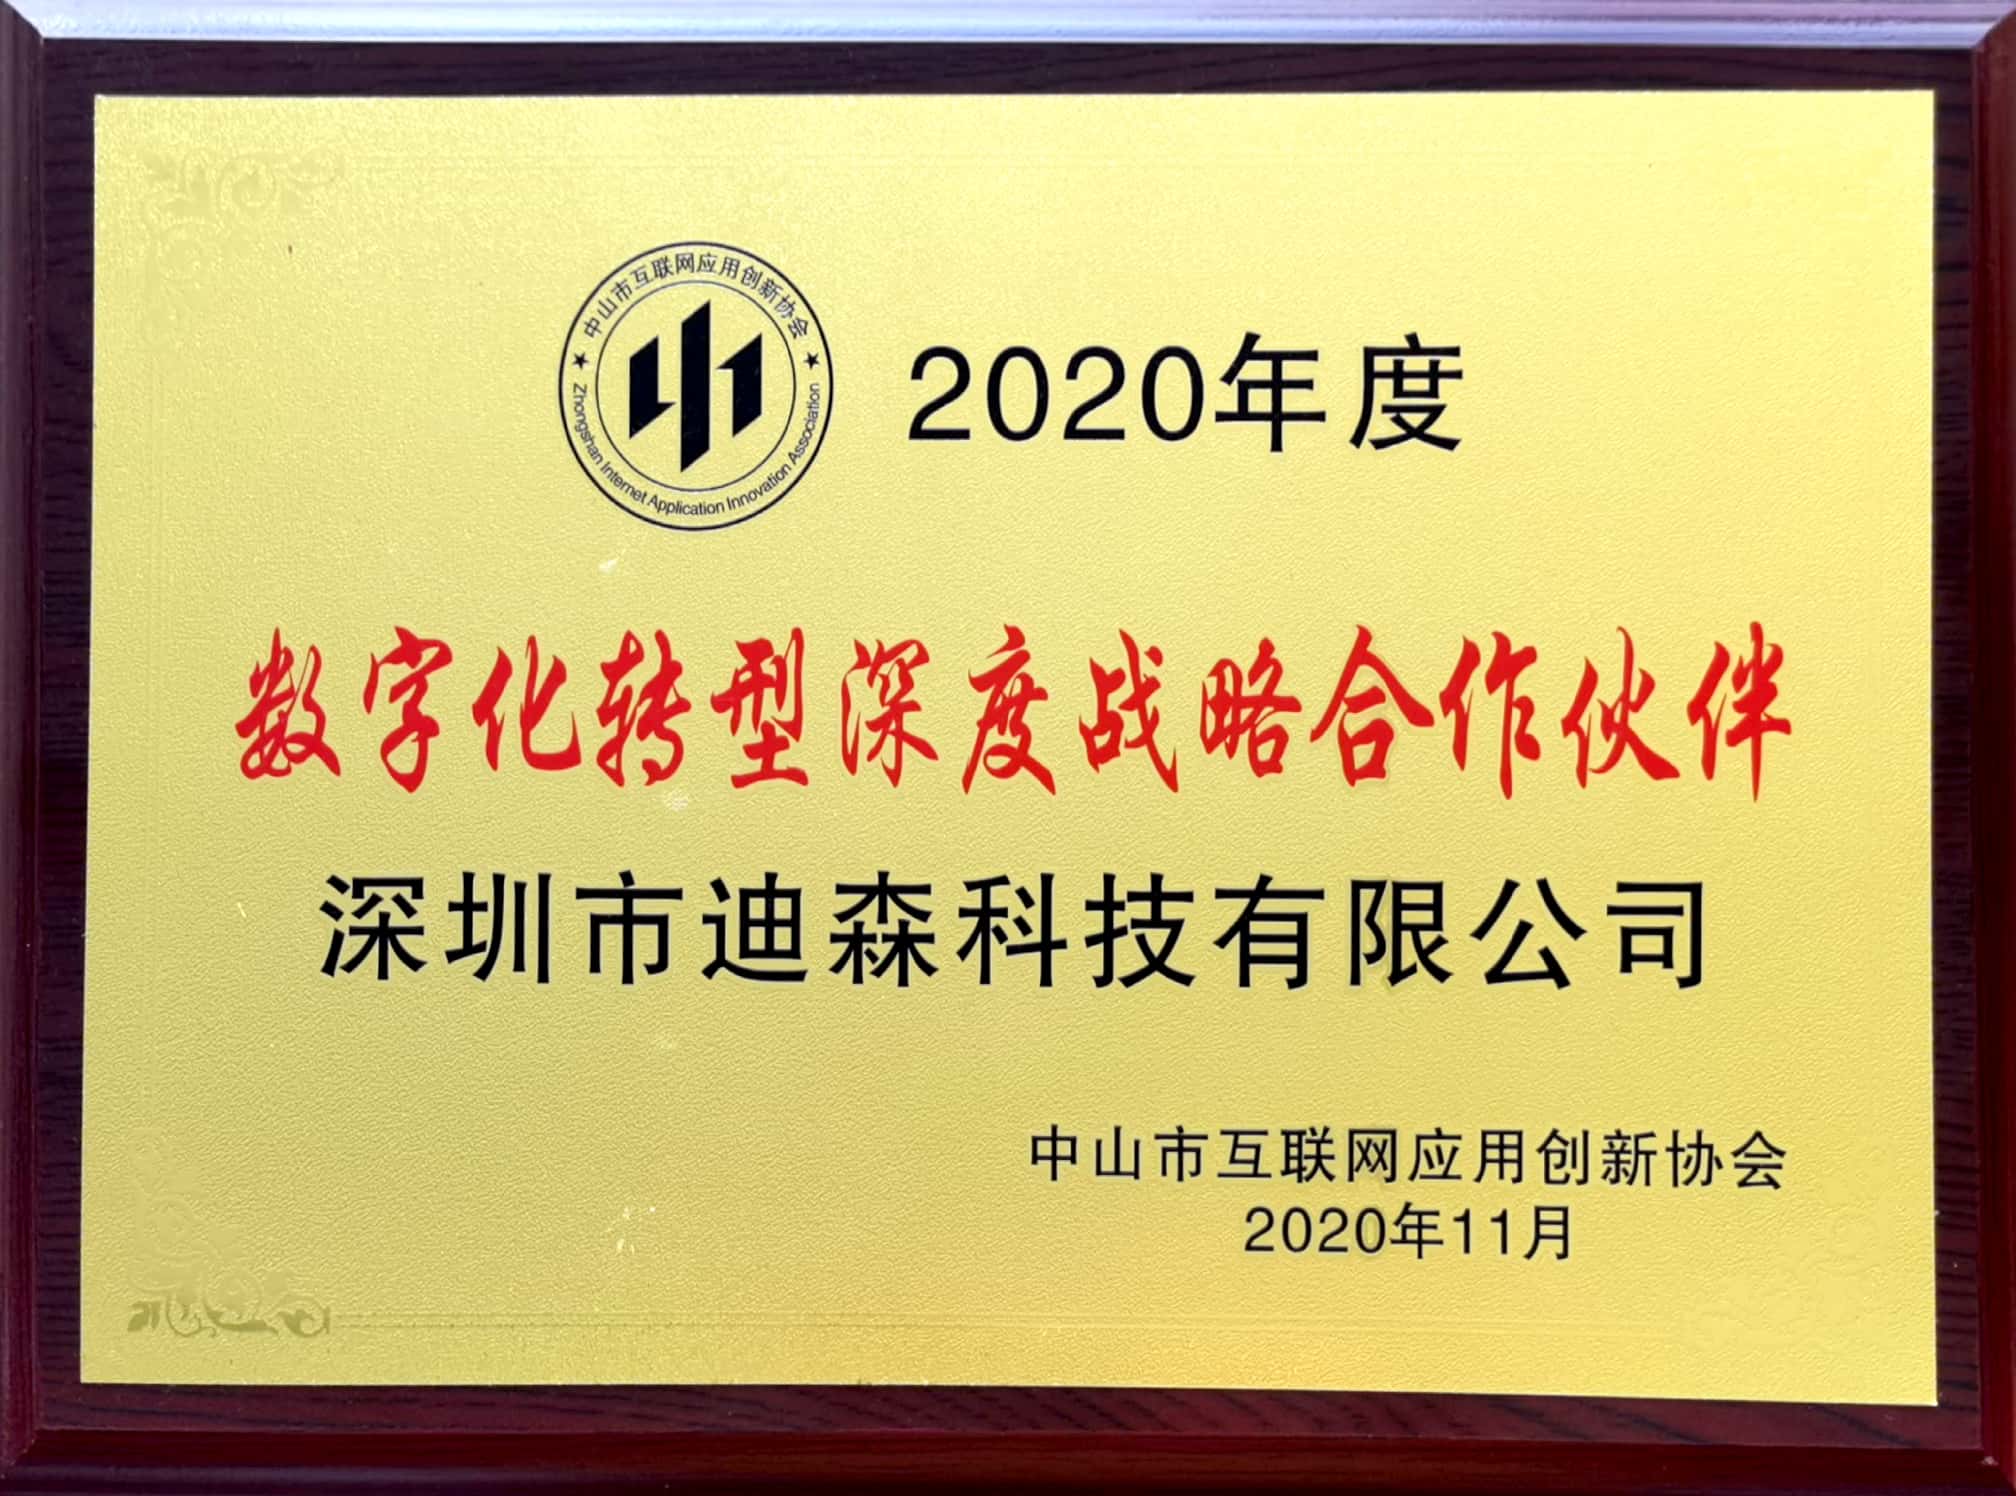 中山市互联网应用创新协会
Zhongshan Internet Application Innovation Association
2020年度
数字化转型深度战略合作伙伴
深圳市迪森科技有限公司
中山市互联网应用创新协会
2020年11月